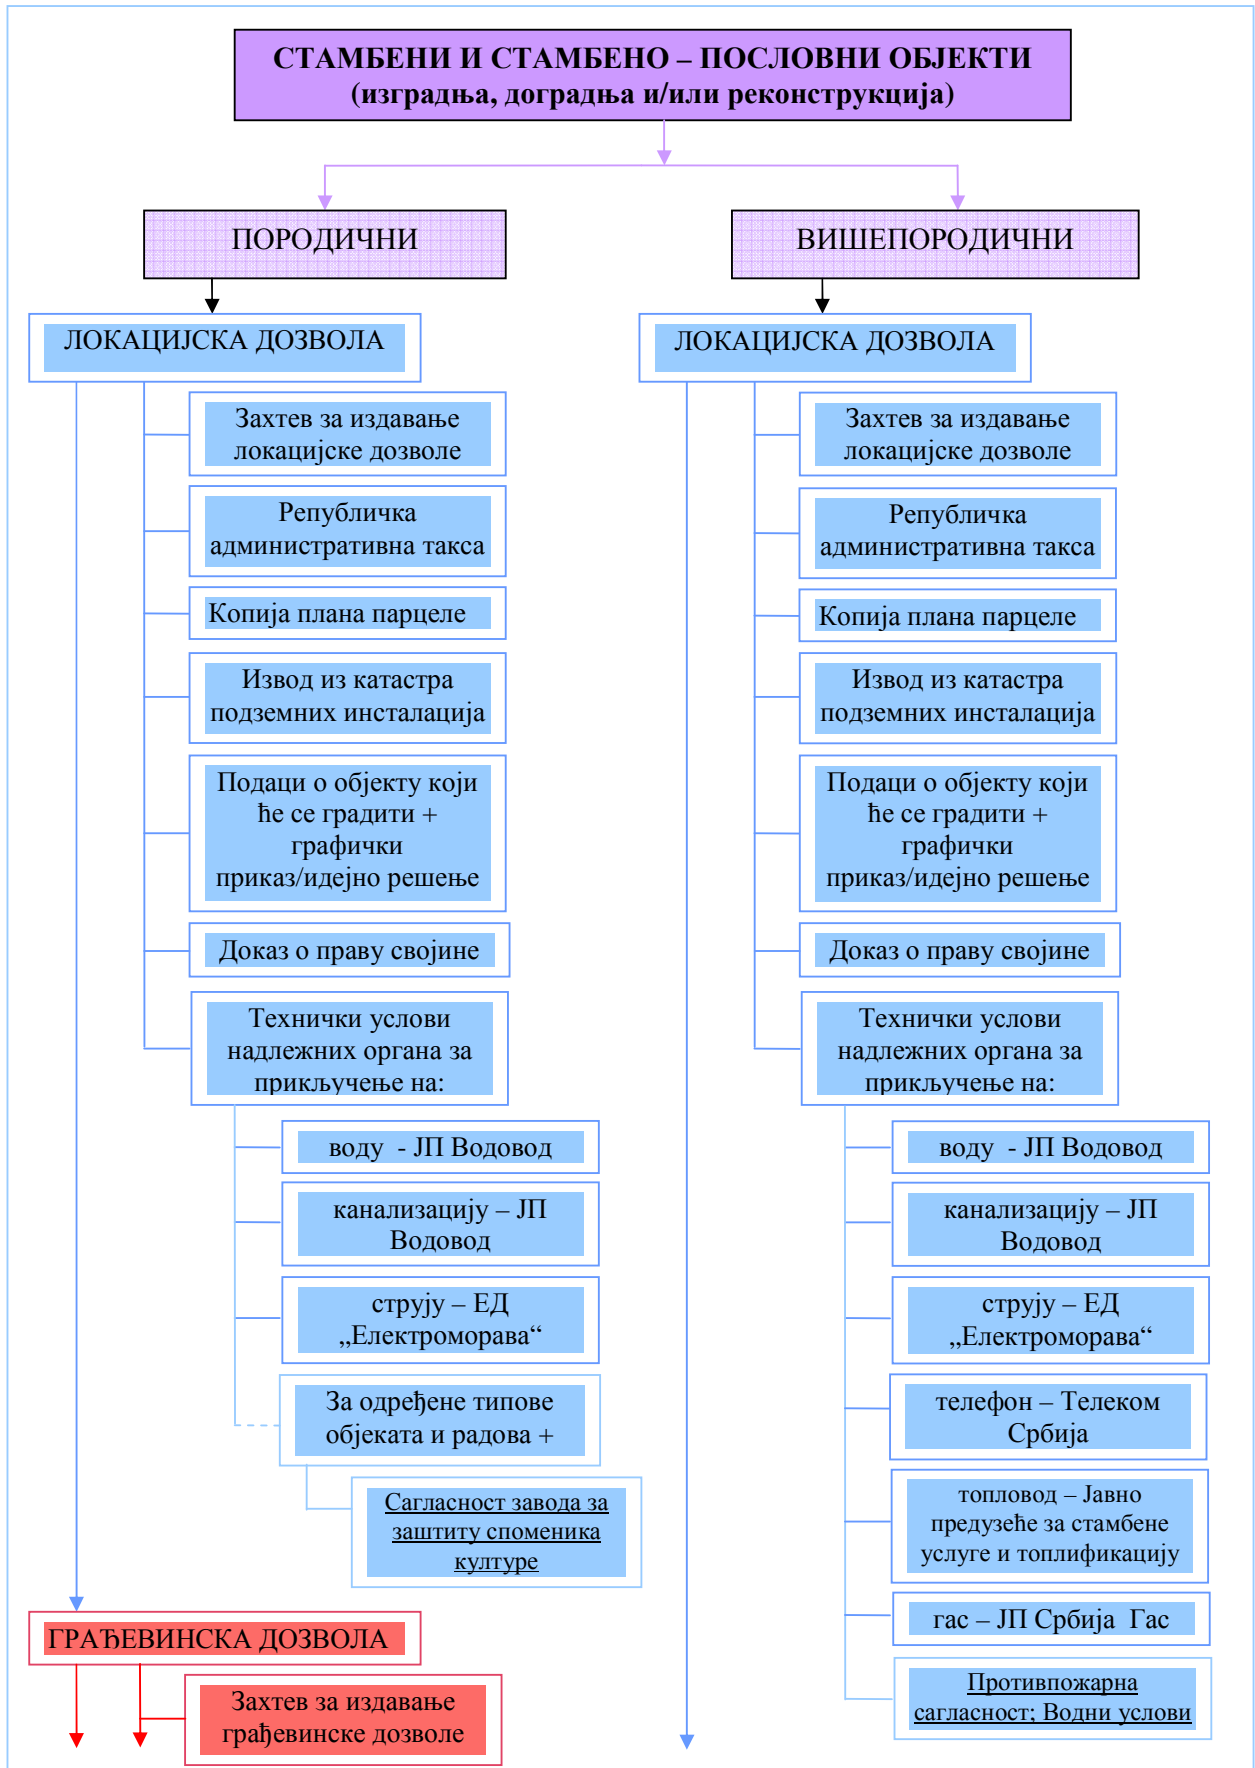 СТАМБЕНИ И СТАМБЕНО – ПОСЛОВНИ ОБЈЕКТИ
(изградња, доградња и/или реконструкција)
ПОРОДИЧНИ
ЛОКАЦИЈСКА ДОЗВОЛА
Захтев за издавање
локацијске дозволе
Републичка
административна такса
Копија плана парцеле
Извод из катастра
подземних инсталација
Подаци о објекту који
ће се градити +
графички
приказ/идејно решење
Доказ о праву својине
Технички услови
надлежних органа за
прикључење на:
воду - ЈП Водовод
канализацију – ЈП
Водовод
струју – ЕД
„Електроморава“
За одређене типове
објеката и радова +
Сагласност завода за
заштиту споменика
културе
ГРАЂЕВИНСКА ДОЗВОЛА
Захтев за издавање
грађевинске дозволе
ВИШЕПОРОДИЧНИ
ЛОКАЦИЈСКА ДОЗВОЛА
Захтев за издавање
локацијске дозволе
Републичка
административна такса
Копија плана парцеле
Извод из катастра
подземних инсталација
Подаци о објекту који
ће се градити +
графички
приказ/идејно решење
Доказ о праву својине
Технички услови
надлежних органа за
прикључење на:
воду - ЈП Водовод
канализацију – ЈП
Водовод
струју – ЕД
„Електроморава“
телефон – Телеком
Србија
топловод – Јавно
предузеће за стамбене
услуге и топлификацију
гас – ЈП Србија Гас
Противпожарна
сагласност; Водни услови